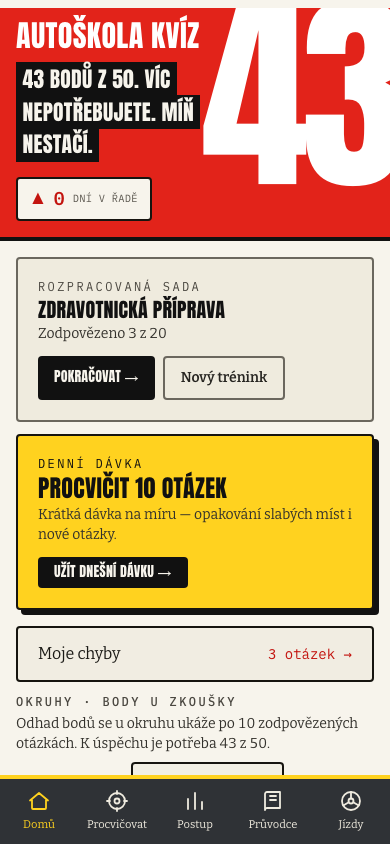 AUTOŠKOLA KVÍZ
43
43 BODŮ Z 50. VÍC
NEPOTŘEBUJETE. MÍŇ
NESTAČÍ.
▲ 0 DNÍ V ŘADĚ
ROZPRACOVANÁ SADA
ZDRAVOTNICKÁ PŘÍPRAVA
Zodpovězeno 3 z 20
POKRAČOVAT →
Nový trénink
DENNÍ DÁVKA
PROCVIČIT 10 OTÁZEK
Krátká dávka na míru — opakování slabých míst i
nové otázky.
UŽÍT DNEŠNÍ DÁVKU →
Moje chyby
3 otázek →
OKRUHY · BODY U ZKOUŠKY
Odhad bodů se u okruhu ukáže po 10 zodpovězených
otázkách. K úspěchu je potřeba 43 z 50.
Domů
Procvičovat
Postup
Průvodce
Jízdy